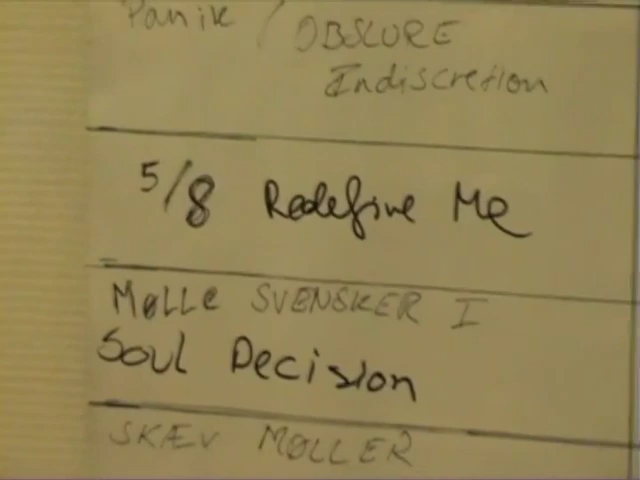 Panik / OBSCURE
Indiscretion
5/8 Redefine Me
Mølle SVENSKER I
Soul Decision
SKÆV MØLLER